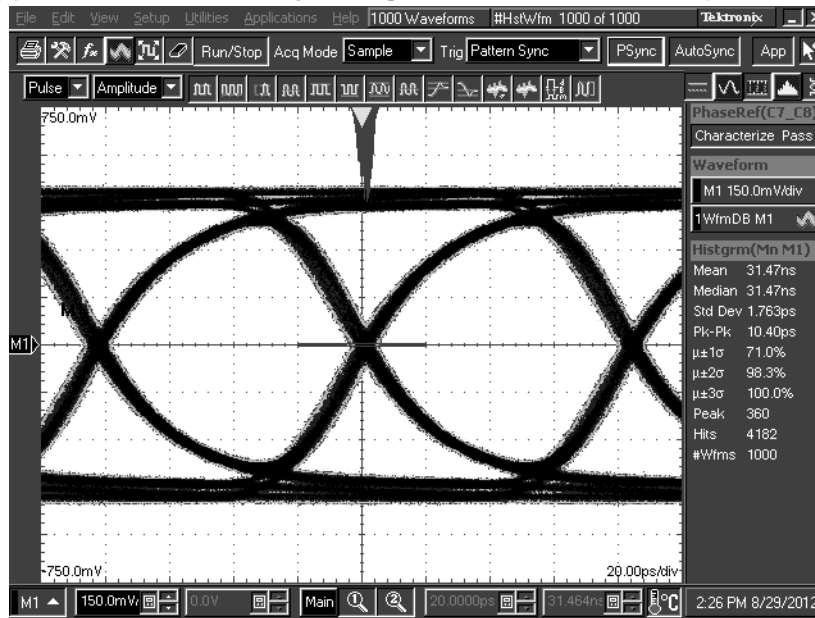 File Edit View Setup Utilities Applications Help 1000 Waveforms #HstWfm 1000 of 1000 Tektronix
Run/Stop Acq Mode Sample Trig Pattern Sync PSync AutoSync App
Pulse Amplitude
750.0mV
PhaseRef(C7_C8)
Characterize Pass
Waveform
M1 150.0mV/div
1WfmDB M1
Histgrm(Mn M1)
Mean 31.47ns
Median 31.47ns
Std Dev 1.763ps
Pk-Pk 10.40ps
µ±1σ 71.0%
µ±2σ 98.3%
µ±3σ 100.0%
Peak 360
Hits 4182
#Wfms 1000
M1
-750.0mV 20.00ps/div
M1 150.0mV/ 0.0V Main 1 2 20.0000ps 31.464ns °C 2:26 PM 8/29/2012